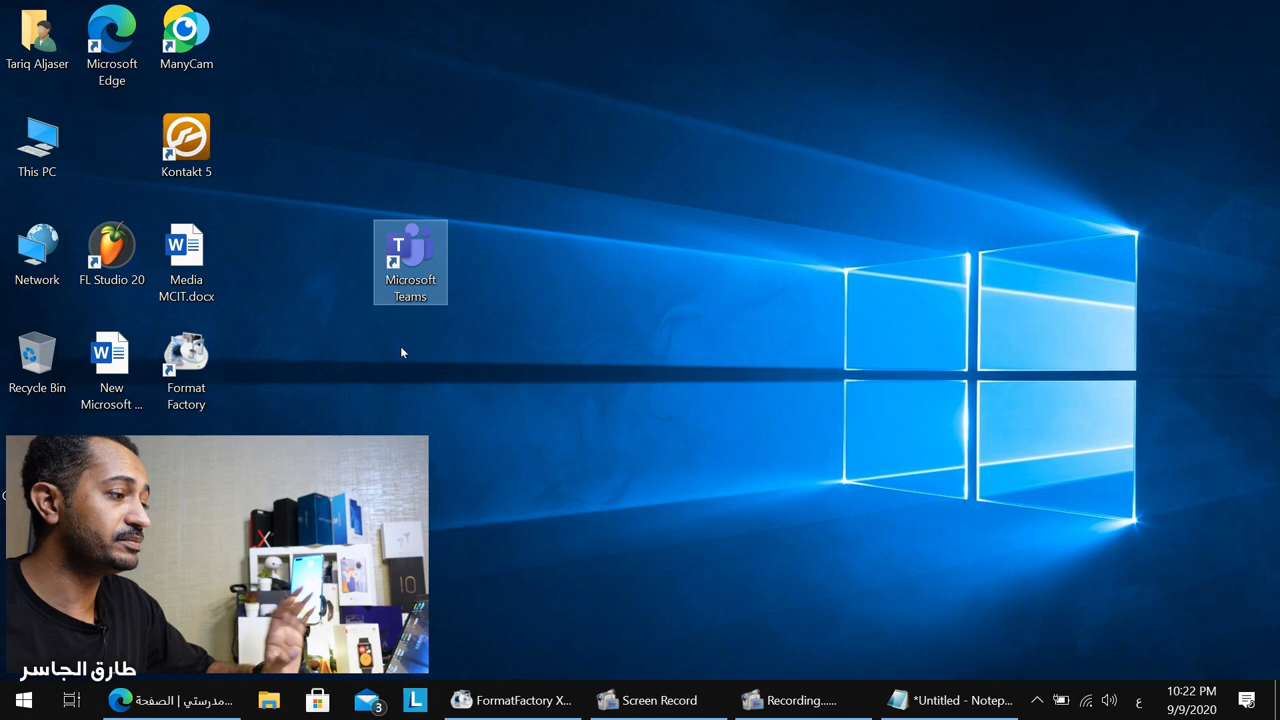 Tariq Aljaser
Microsoft
Edge
ManyCam
This PC
Kontakt 5
Network
FL Studio 20
Media
MCIT.docx
Microsoft
Teams
Recycle Bin
New
Microsoft ...
Format
Factory
طارق الجاسر
مدرستي | الصفحة...
3
FormatFactory X...
Screen Record
Recording......
*Untitled - Notep...
ع
10:22 PM
9/9/2020